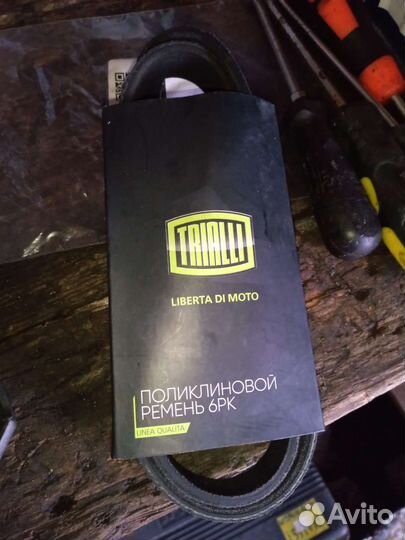 TRIALLI
LIBERTA DI MOTO
ПОЛИКЛИНОВОЙ
РЕМЕНЬ 6PK
LINEA QUALITA
Avito